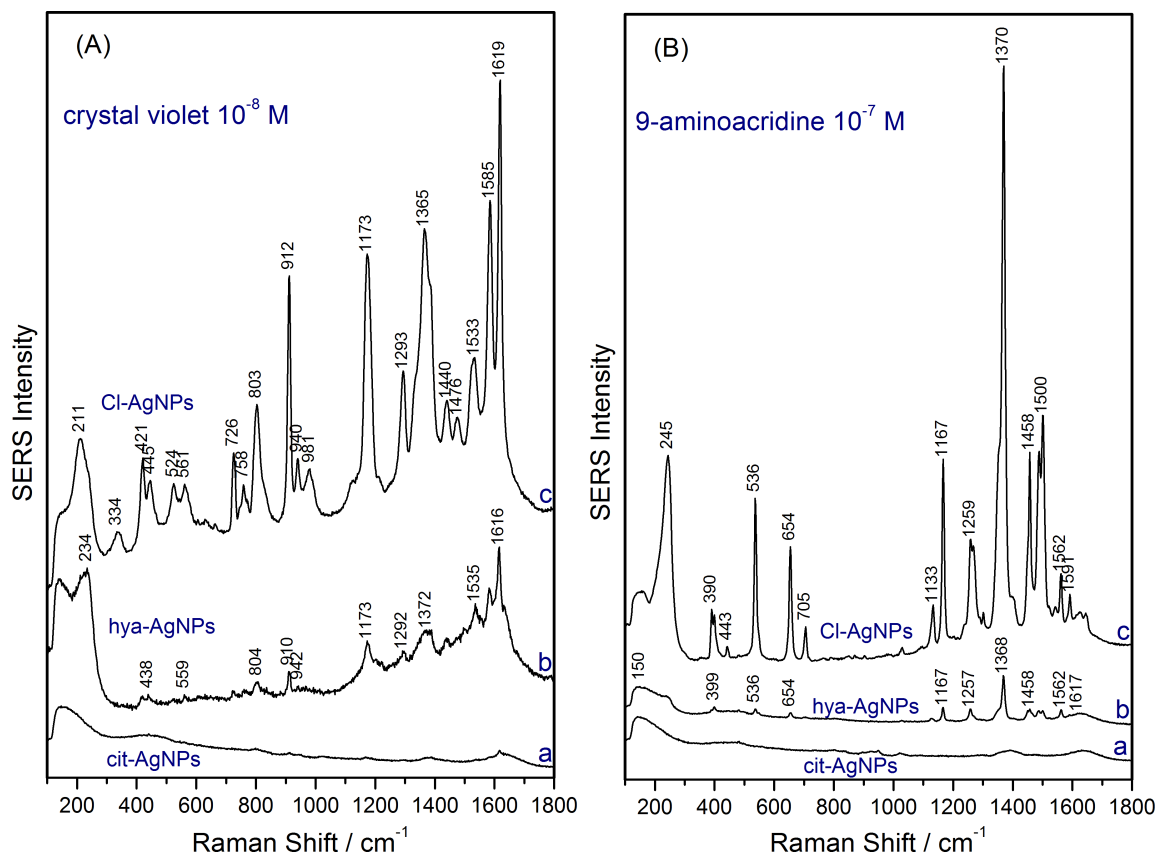 (A)
crystal violet 10⁻⁸ M
SERS Intensity
Cl-AgNPs
211
334
421
445
524
561
726
758
803
912
940
981
1173
1293
1365
1440
1476
1533
1585
1619
c
hya-AgNPs
234
438
559
804
910
942
1173
1292
1372
1535
1616
b
cit-AgNPs
a
200 400 600 800 1000 1200 1400 1600 1800
Raman Shift / cm⁻¹
(B)
9-aminoacridine 10⁻⁷ M
SERS Intensity
245
390
443
536
654
705
1133
1167
1259
1370
1458
1500
1562
1591
Cl-AgNPs
c
150
399
536
654
1167
1257
1368
1458
1562
1617
hya-AgNPs
b
cit-AgNPs
a
200 400 600 800 1000 1200 1400 1600 1800
Raman Shift / cm⁻¹